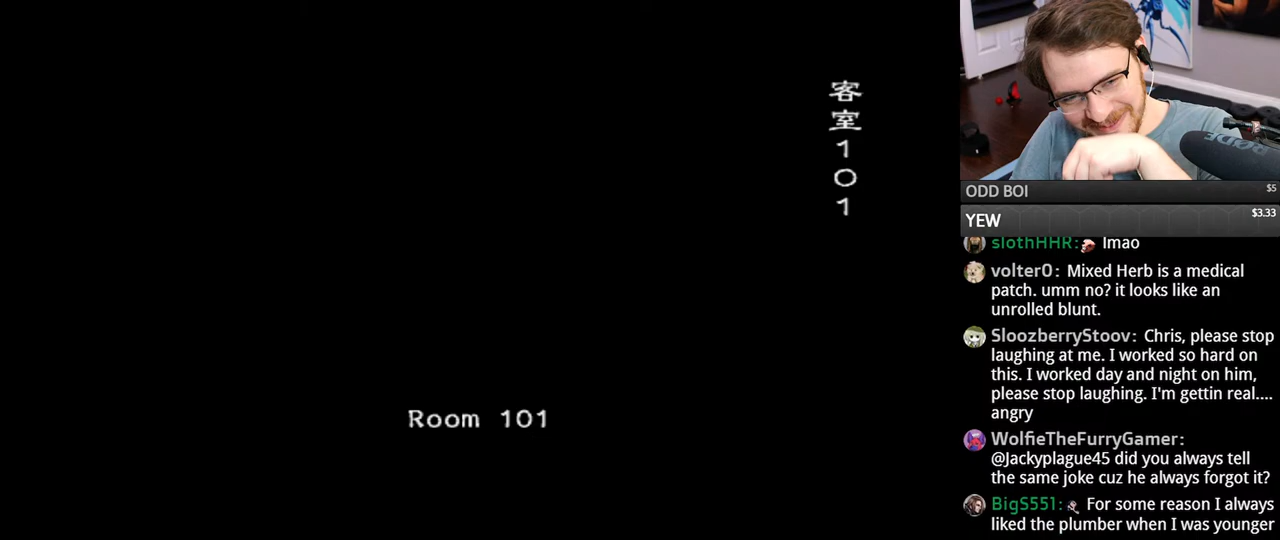 客室101
Room 101
ODD BOI $5
YEW $3.33
slothHHR: lmao
volter0: Mixed Herb is a medical
patch. umm no? it looks like an
unrolled blunt.
SloozberryStoov: Chris, please stop
laughing at me. I worked so hard on
this. I worked day and night on him,
please stop laughing. I'm gettin real....
angry
WolfieTheFurryGamer:
@Jackyplague45 did you always tell
the same joke cuz he always forgot it?
BigS551: For some reason I always
liked the plumber when I was younger
RODE